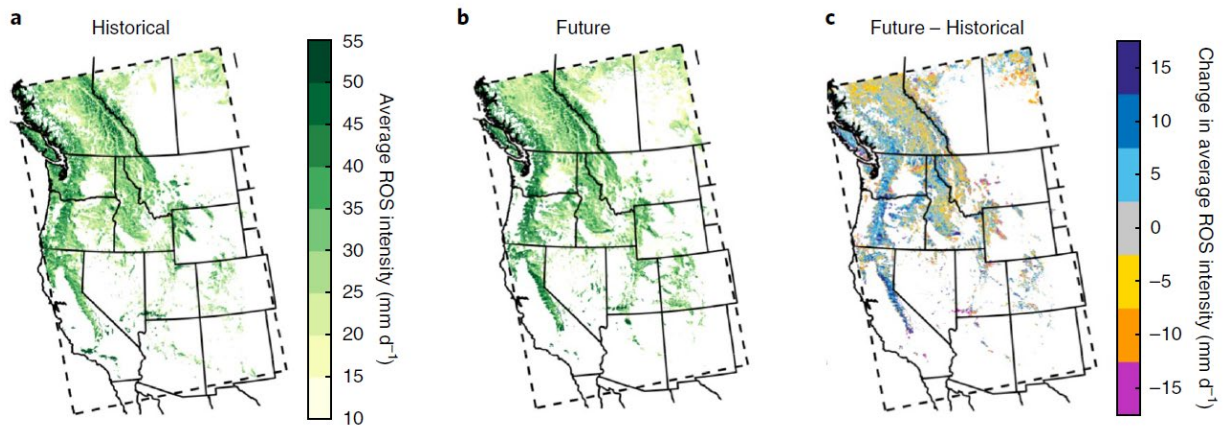 a
Historical
55
50
45
40
35
30
25
20
15
10
Average ROS intensity (mm d⁻¹)
b
Future
c
Future – Historical
15
10
5
0
−5
−10
−15
Change in average ROS intensity (mm d⁻¹)